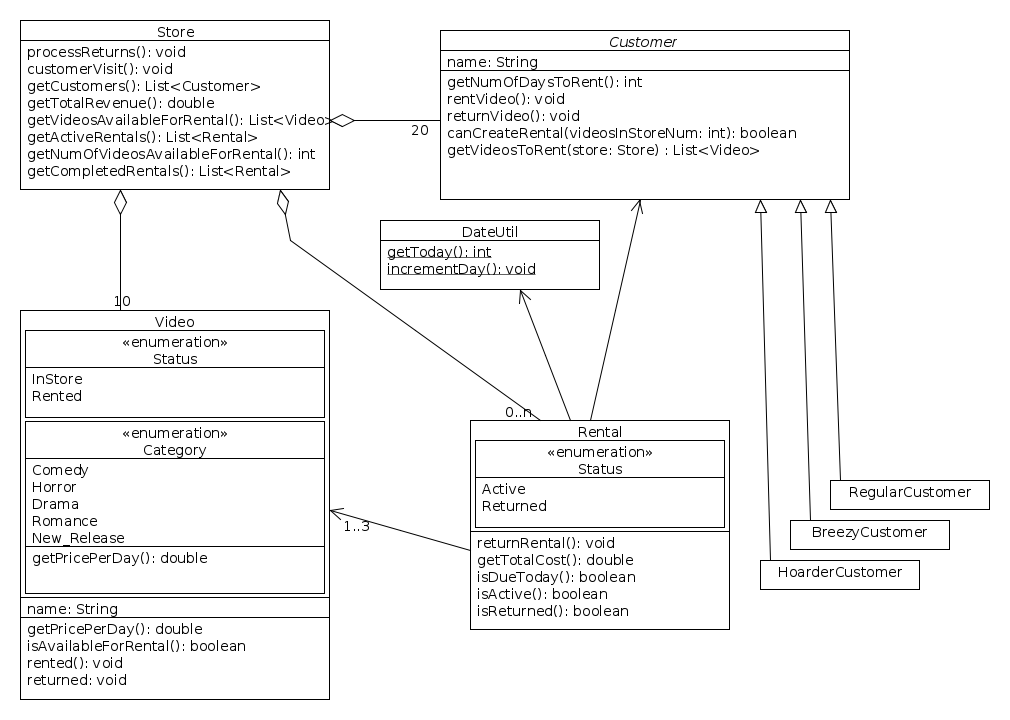 Store
processReturns(): void
customerVisit(): void
getCustomers(): List<Customer>
getTotalRevenue(): double
getVideosAvailableForRental(): List<Video>
getActiveRentals(): List<Rental>
getNumOfVideosAvailableForRental(): int
getCompletedRentals(): List<Rental>
20
Customer
name: String
getNumOfDaysToRent(): int
rentVideo(): void
returnVideo(): void
canCreateRental(videosInStoreNum: int): boolean
getVideosToRent(store: Store) : List<Video>
DateUtil
getToday(): int
incrementDay(): void
10
Video
«enumeration»
Status
InStore
Rented
«enumeration»
Category
Comedy
Horror
Drama
Romance
New_Release
getPricePerDay(): double
name: String
getPricePerDay(): double
isAvailableForRental(): boolean
rented(): void
returned: void
1..3
0..n
Rental
«enumeration»
Status
Active
Returned
returnRental(): void
getTotalCost(): double
isDueToday(): boolean
isActive(): boolean
isReturned(): boolean
RegularCustomer
BreezyCustomer
HoarderCustomer